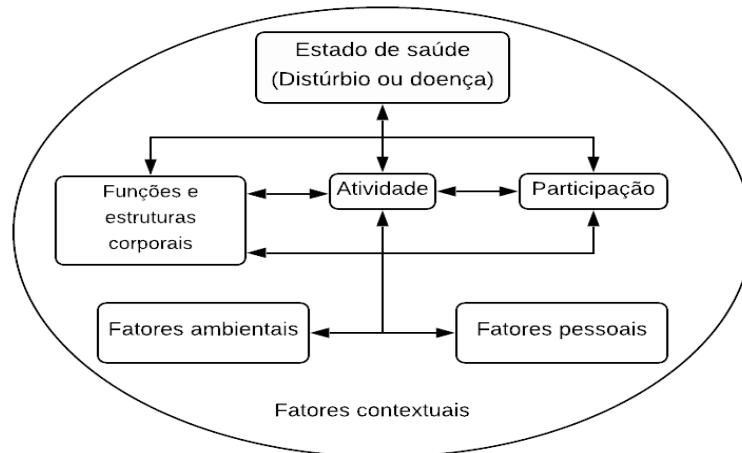 Estado de saúde
(Distúrbio ou doença)
Funções e
estruturas
corporais
Atividade
Participação
Fatores ambientais
Fatores pessoais
Fatores contextuais